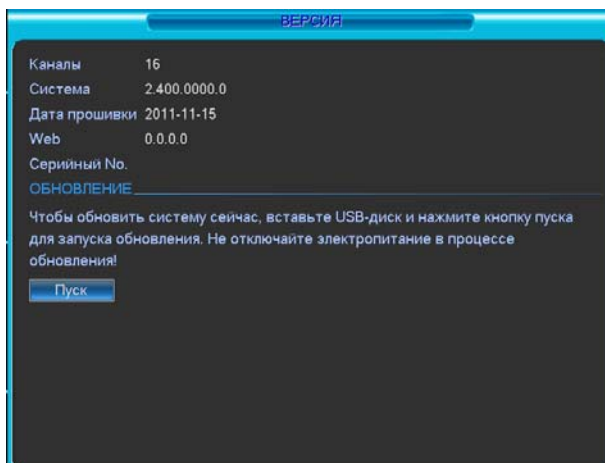 ВЕРСИЯ
Каналы 16
Система 2.400.0000.0
Дата прошивки 2011-11-15
Web 0.0.0.0
Серийный No.
ОБНОВЛЕНИЕ
Чтобы обновить систему сейчас, вставьте USB-диск и нажмите кнопку пуска
для запуска обновления. Не отключайте электропитание в процессе
обновления!
Пуск